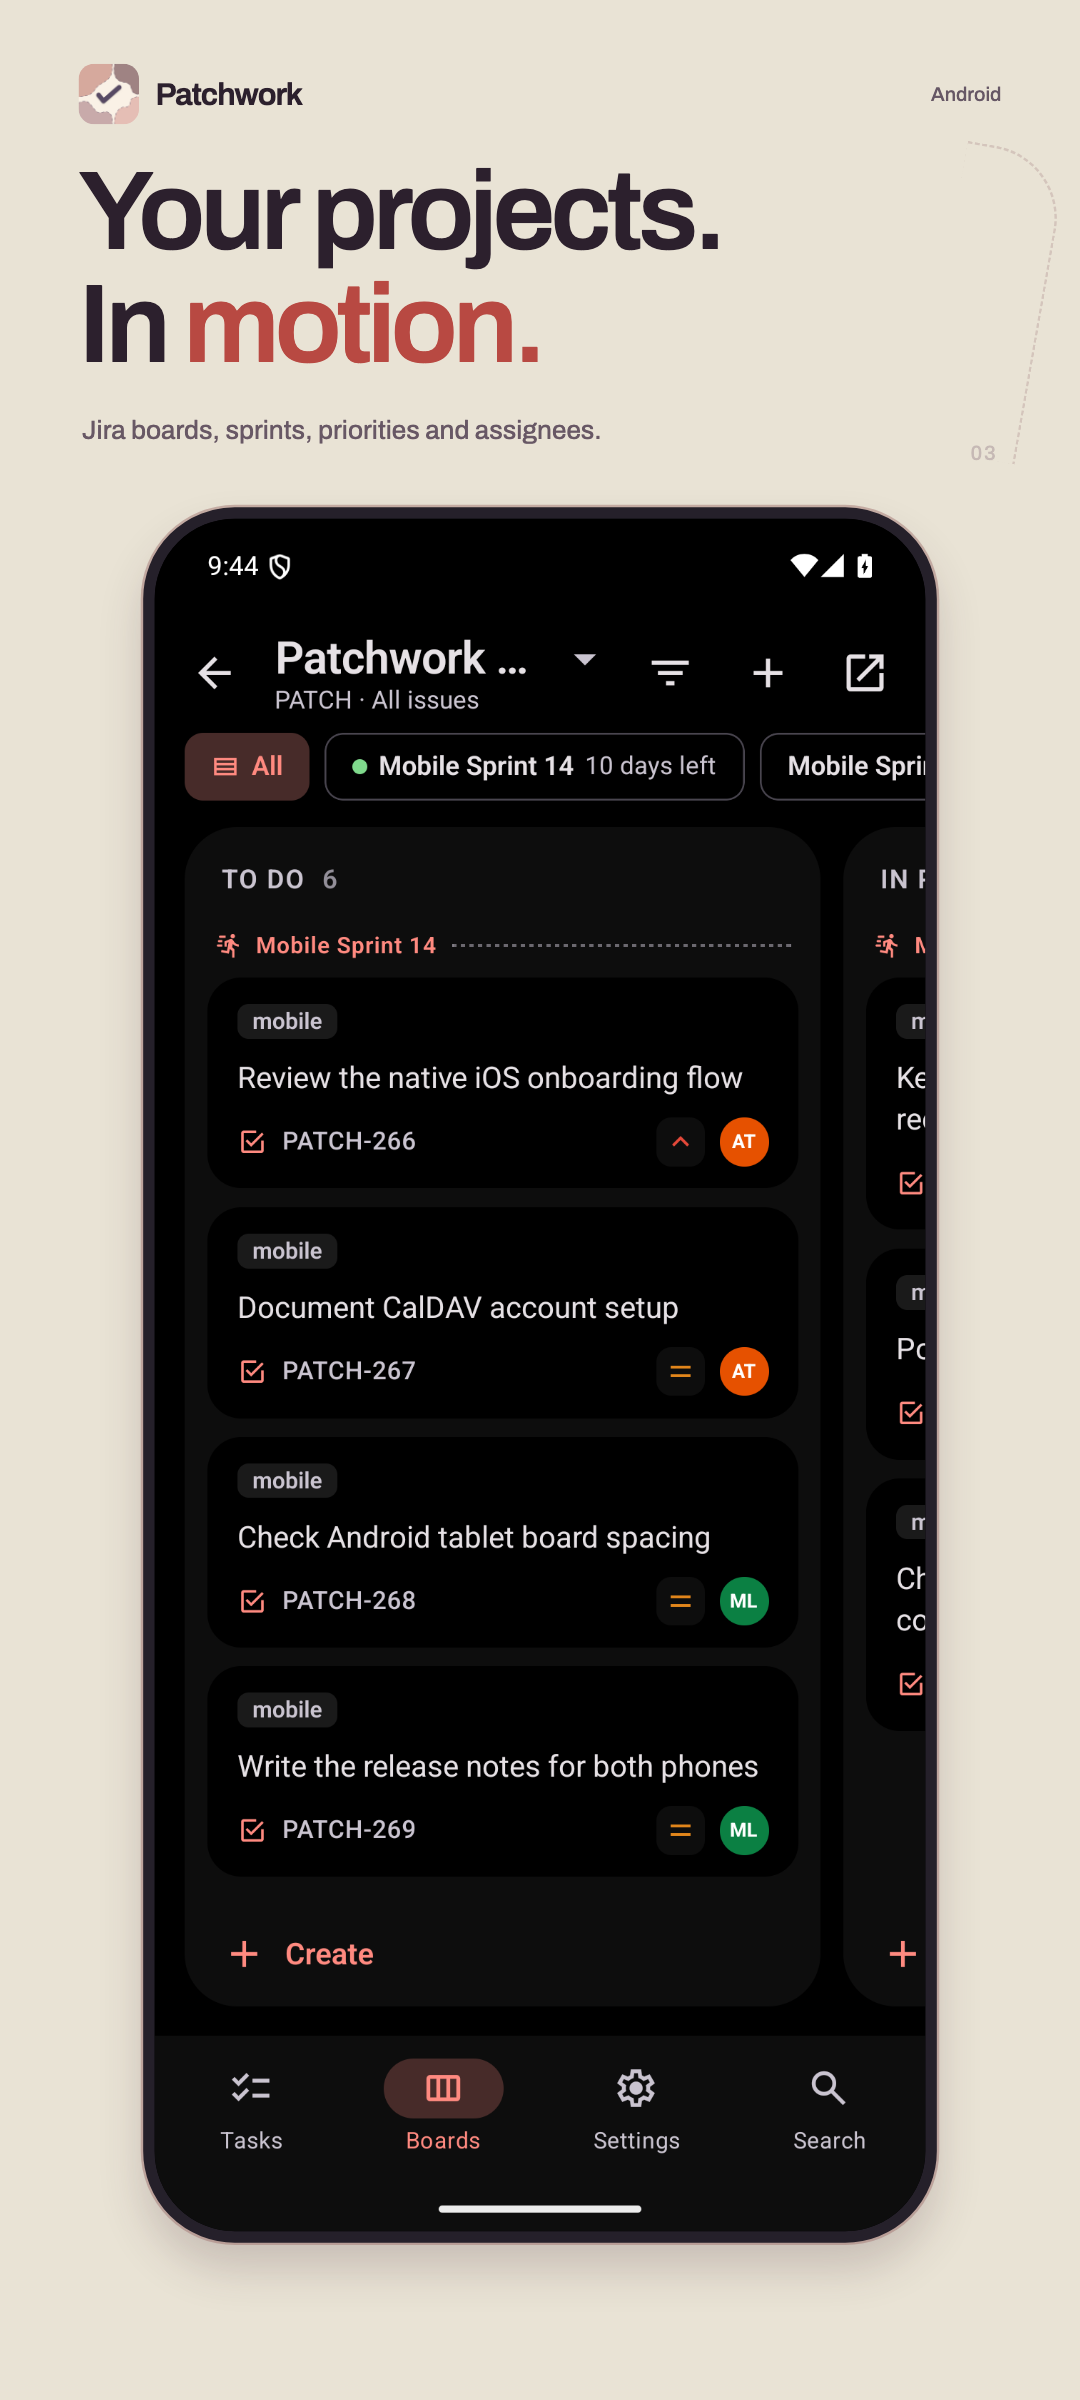 Patchwork
Android
Your projects.
In motion.
Jira boards, sprints, priorities and assignees.
03
9:44
Patchwork ...
PATCH · All issues
All
Mobile Sprint 14 10 days left
Mobile
TO DO 6
IN
Mobile Sprint 14
mobile
Review the native iOS onboarding flow
PATCH-266
AT
mobile
Document CalDAV account setup
PATCH-267
AT
mobile
Check Android tablet board spacing
PATCH-268
ML
mobile
Write the release notes for both phones
PATCH-269
ML
Create
Tasks
Boards
Settings
Search